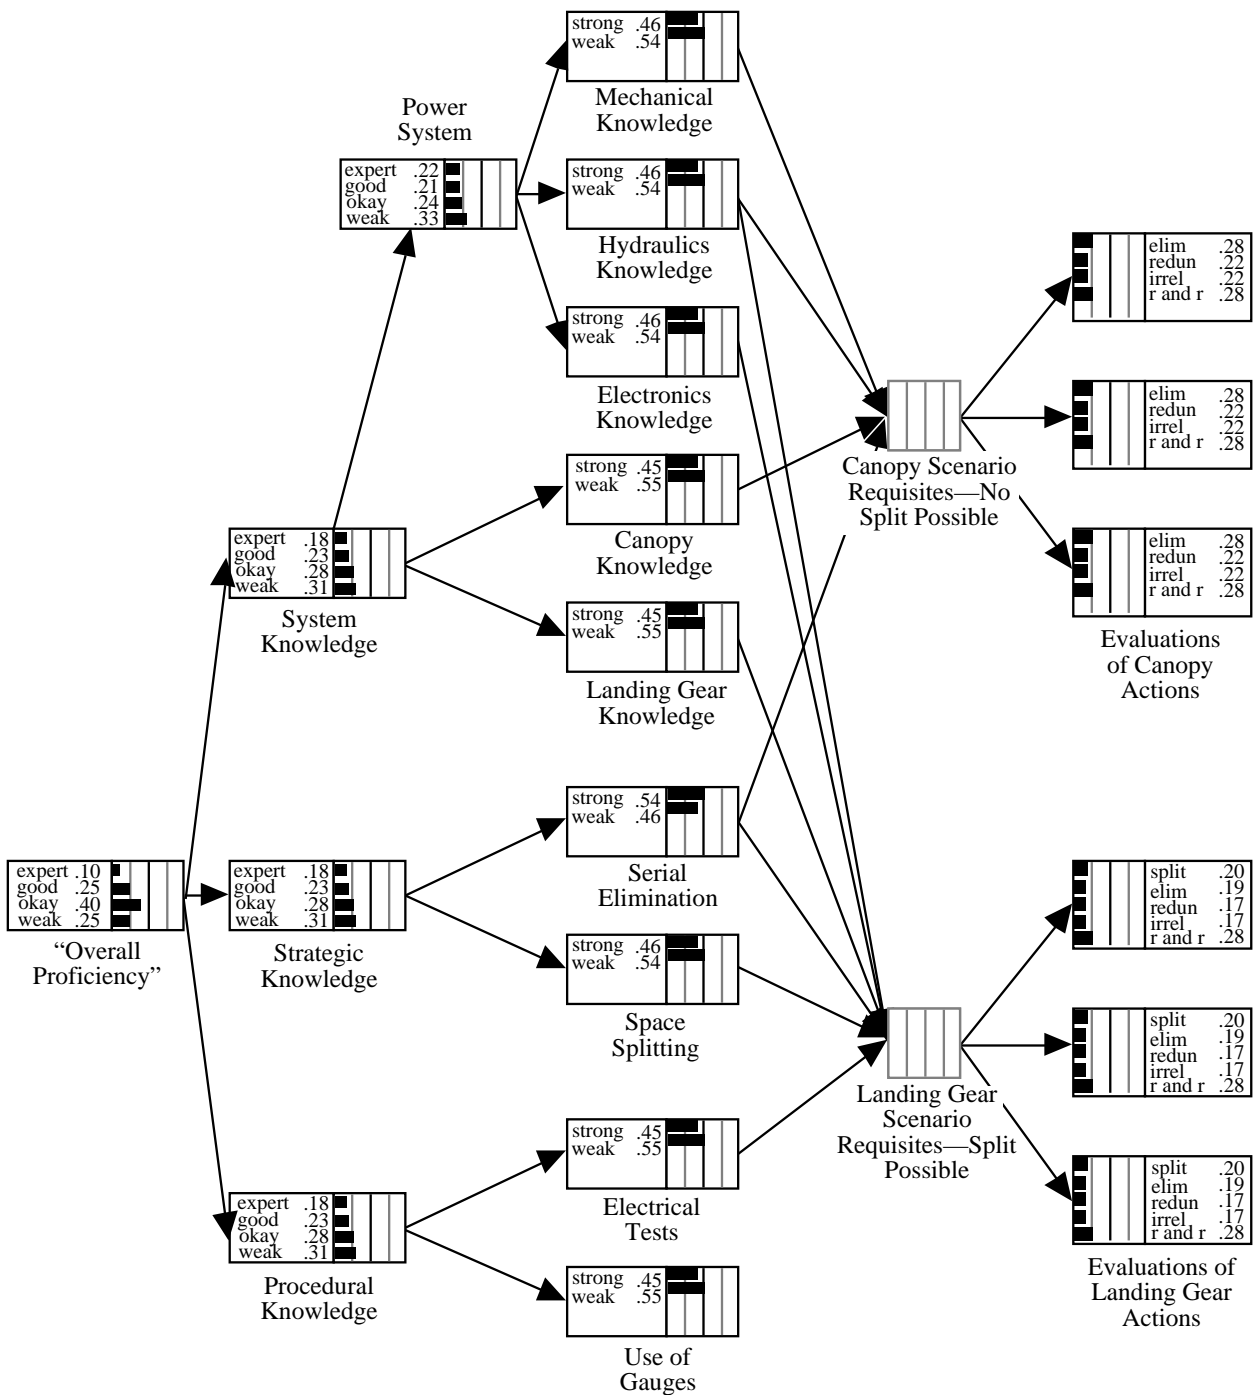 strong .46
weak .54
Mechanical
Knowledge
Power
System
expert .22
good .21
okay .24
weak .33
strong .46
weak .54
Hydraulics
Knowledge
strong .46
weak .54
Electronics
Knowledge
strong .45
weak .55
Canopy
Knowledge
expert .18
good .23
okay .28
weak .31
System
Knowledge
strong .45
weak .55
Landing Gear
Knowledge
expert .10
good .25
okay .40
weak .25
“Overall
Proficiency”
expert .18
good .23
okay .28
weak .31
Strategic
Knowledge
strong .54
weak .46
Serial
Elimination
strong .46
weak .54
Space
Splitting
expert .18
good .23
okay .28
weak .31
Procedural
Knowledge
strong .45
weak .55
Electrical
Tests
strong .45
weak .55
Use of
Gauges
Canopy Scenario
Requisites—No
Split Possible
Landing Gear
Scenario
Requisites—Split
Possible
elim .28
redun .22
irrel .22
r and r .28
elim .28
redun .22
irrel .22
r and r .28
elim .28
redun .22
irrel .22
r and r .28
Evaluations
of Canopy
Actions
split .20
elim .19
redun .17
irrel .17
r and r .28
split .20
elim .19
redun .17
irrel .17
r and r .28
split .20
elim .19
redun .17
irrel .17
r and r .28
Evaluations of
Landing Gear
Actions